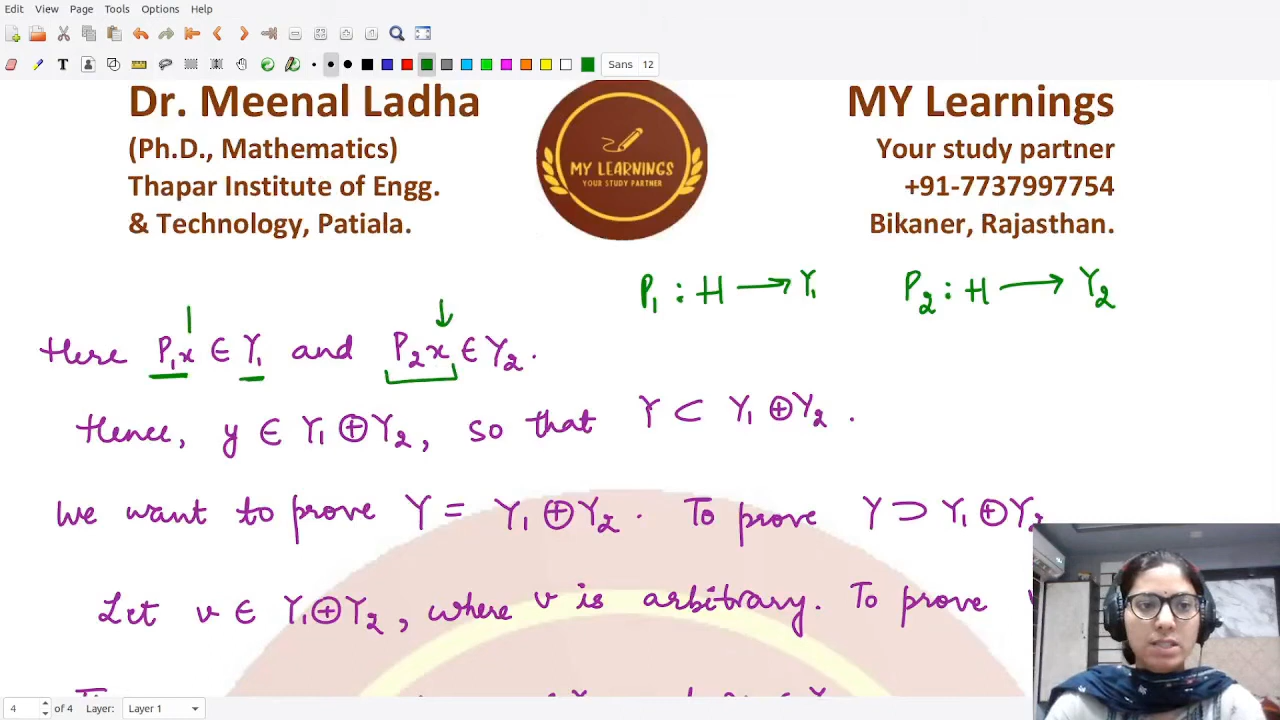 Edit View Page Tools Options Help
T Sans 12
Dr. Meenal Ladha
(Ph.D., Mathematics)
Thapar Institute of Engg.
& Technology, Patiala.
MY LEARNINGS
YOUR STUDY PARTNER
MY Learnings
Your study partner
+91-7737997754
Bikaner, Rajasthan.
P₁ : H → Y₁ P₂ : H → Y₂
Here P₁x ∈ Y₁ and P₂x ∈ Y₂.
Hence, y ∈ Y₁ ⊕ Y₂, so that Y ⊂ Y₁ ⊕ Y₂.
We want to prove Y = Y₁ ⊕ Y₂. To prove Y ⊃ Y₁ ⊕ Y₂
Let v ∈ Y₁ ⊕ Y₂, where v is arbitrary. To prove
4 of 4 Layer: Layer 1